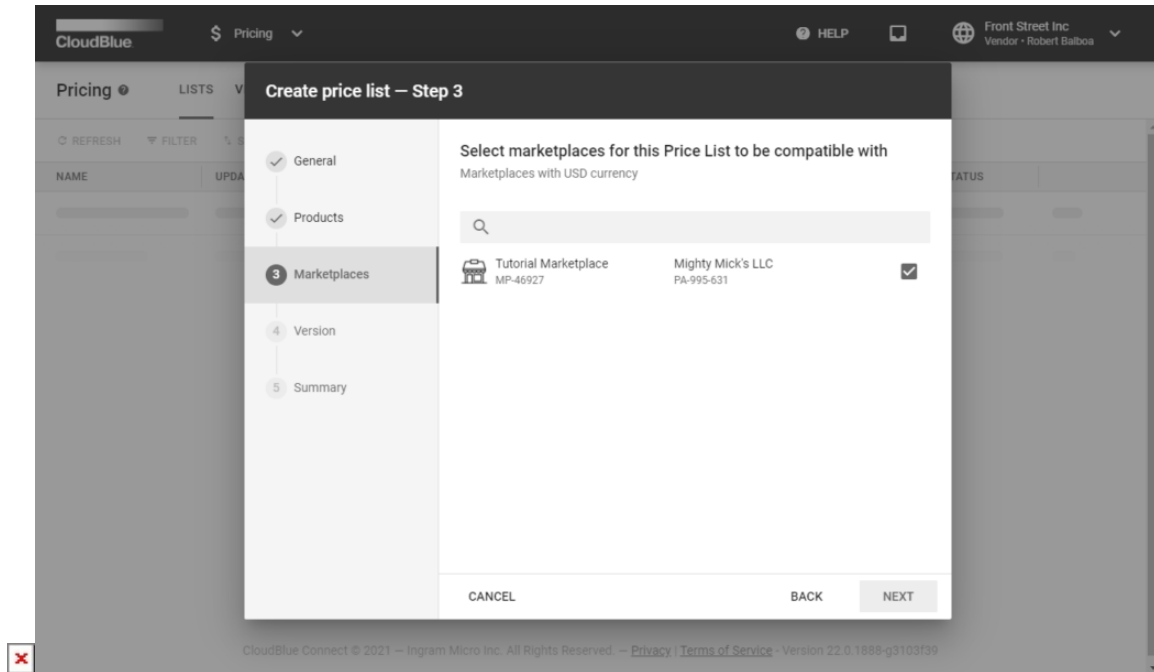 CloudBlue
$ Pricing
HELP
Front Street Inc
Vendor • Robert Balboa
Pricing
LISTS V
REFRESH FILTER S
NAME UPDA TATUS
Create price list — Step 3
General
Products
3 Marketplaces
4 Version
5 Summary
Select marketplaces for this Price List to be compatible with
Marketplaces with USD currency
Tutorial Marketplace Mighty Mick's LLC
MP-46927 PA-995-631
CANCEL BACK NEXT
CloudBlue Connect © 2021 — Ingram Micro Inc. All Rights Reserved. — Privacy | Terms of Service - Version 22.0.1888-g3103f39